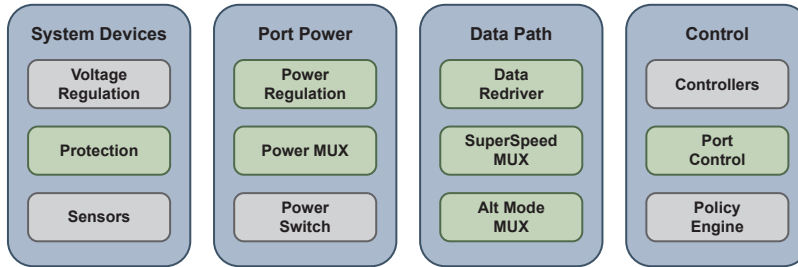 System Devices
Voltage
Regulation
Protection
Sensors
Port Power
Power
Regulation
Power MUX
Power
Switch
Data Path
Data
Redriver
SuperSpeed
MUX
Alt Mode
MUX
Control
Controllers
Port
Control
Policy
Engine